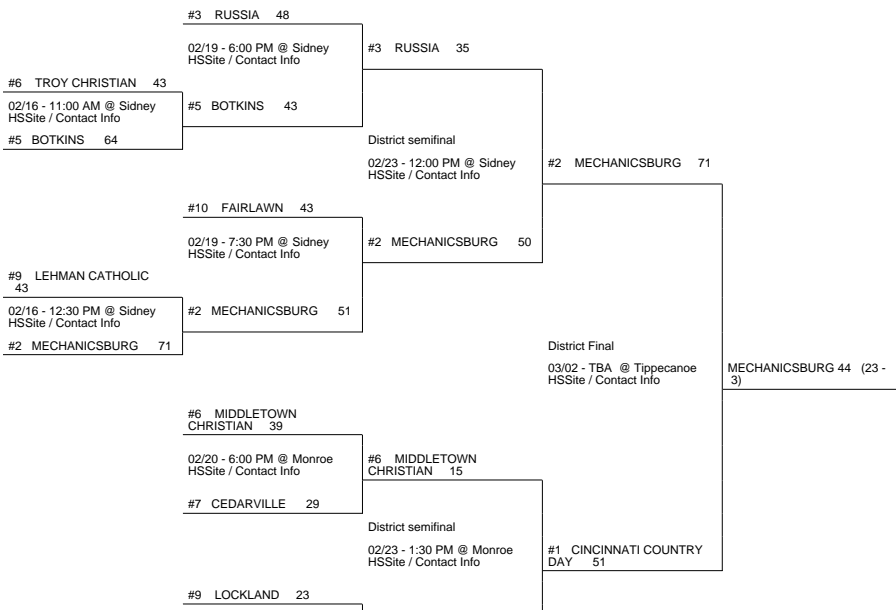 #3 RUSSIA 48
02/19 - 6:00 PM @ Sidney
HSSite / Contact Info
#3 RUSSIA 35
#6 TROY CHRISTIAN 43
02/16 - 11:00 AM @ Sidney
HSSite / Contact Info
#5 BOTKINS 43
#5 BOTKINS 64
District semifinal
02/23 - 12:00 PM @ Sidney
HSSite / Contact Info
#2 MECHANICSBURG 71
#10 FAIRLAWN 43
02/19 - 7:30 PM @ Sidney
HSSite / Contact Info
#2 MECHANICSBURG 50
#9 LEHMAN CATHOLIC
43
02/16 - 12:30 PM @ Sidney
HSSite / Contact Info
#2 MECHANICSBURG 51
#2 MECHANICSBURG 71
District Final
03/02 - TBA @ Tippecanoe
HSSite / Contact Info
MECHANICSBURG 44 (23 -
3)
#6 MIDDLETOWN
CHRISTIAN 39
02/20 - 6:00 PM @ Monroe
HSSite / Contact Info
#6 MIDDLETOWN
CHRISTIAN 15
#7 CEDARVILLE 29
District semifinal
02/23 - 1:30 PM @ Monroe
HSSite / Contact Info
#1 CINCINNATI COUNTRY
DAY 51
#9 LOCKLAND 23